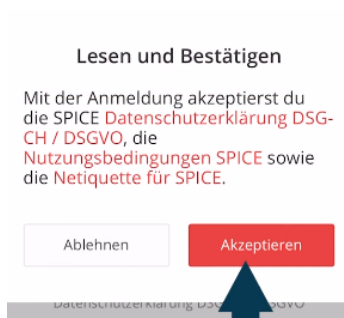 Lesen und Bestätigen
Mit der Anmeldung akzeptierst du
die SPICE Datenschutzerklärung DSG-
CH / DSGVO, die
Nutzungsbedingungen SPICE sowie
die Netiquette für SPICE.
Ablehnen
Akzeptieren
Datenschutzerklärung